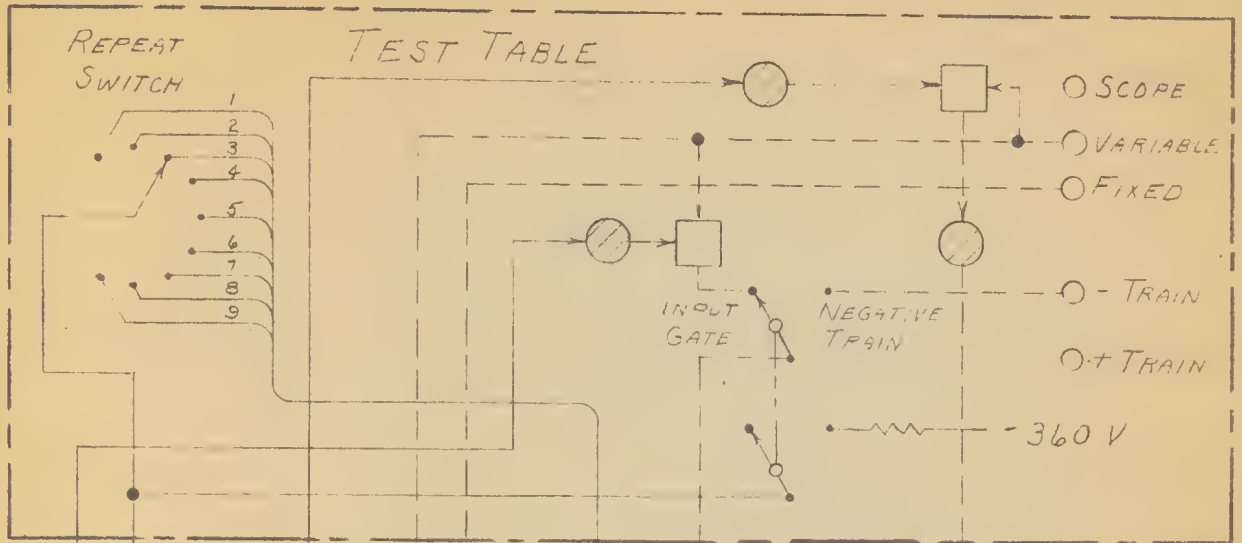 REPEAT
SWITCH
TEST TABLE
1
2
3
4
5
6
7
8
9
SCOPE
VARIABLE
FIXED
INPUT
GATE
NEGATIVE
TRAIN
- TRAIN
+ TRAIN
- 360 V